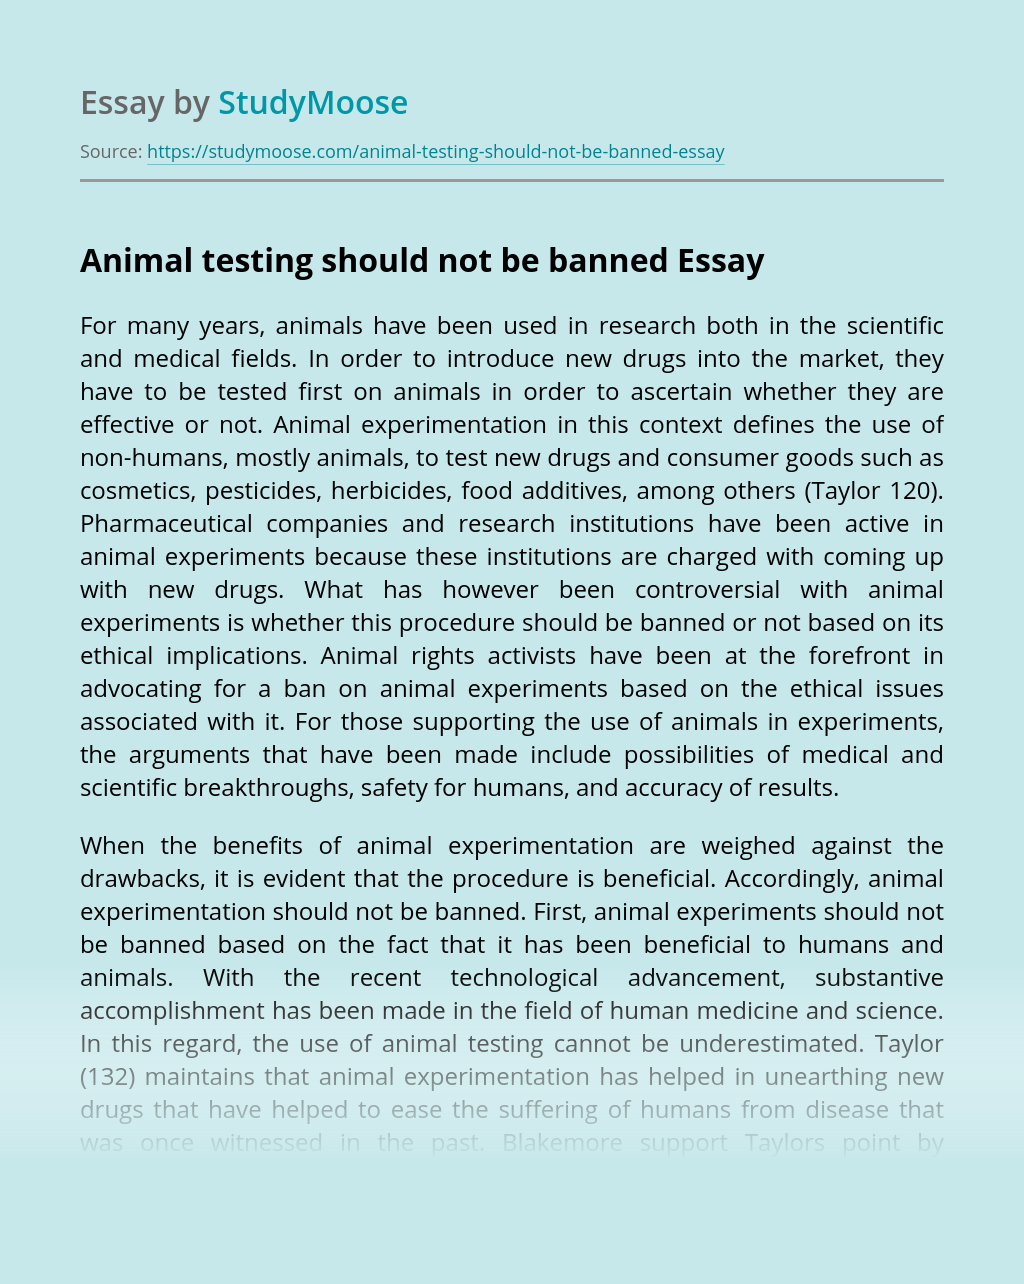 Essay by StudyMoose
Source: https://studymoose.com/animal-testing-should-not-be-banned-essay
Animal testing should not be banned Essay
For many years, animals have been used in research both in the scientific
and medical fields. In order to introduce new drugs into the market, they
have to be tested first on animals in order to ascertain whether they are
effective or not. Animal experimentation in this context defines the use of
non-humans, mostly animals, to test new drugs and consumer goods such as
cosmetics, pesticides, herbicides, food additives, among others (Taylor 120).
Pharmaceutical companies and research institutions have been active in
animal experiments because these institutions are charged with coming up
with new drugs. What has however been controversial with animal
experiments is whether this procedure should be banned or not based on its
ethical implications. Animal rights activists have been at the forefront in
advocating for a ban on animal experiments based on the ethical issues
associated with it. For those supporting the use of animals in experiments,
the arguments that have been made include possibilities of medical and
scientific breakthroughs, safety for humans, and accuracy of results.
When the benefits of animal experimentation are weighed against the
drawbacks, it is evident that the procedure is beneficial. Accordingly, animal
experimentation should not be banned. First, animal experiments should not
be banned based on the fact that it has been beneficial to humans and
animals. With the recent technological advancement, substantive
accomplishment has been made in the field of human medicine and science.
In this regard, the use of animal testing cannot be underestimated. Taylor
(132) maintains that animal experimentation has helped in unearthing new
drugs that have helped to ease the suffering of humans from disease that
was once witnessed in the past. Blakemore support Taylors point by